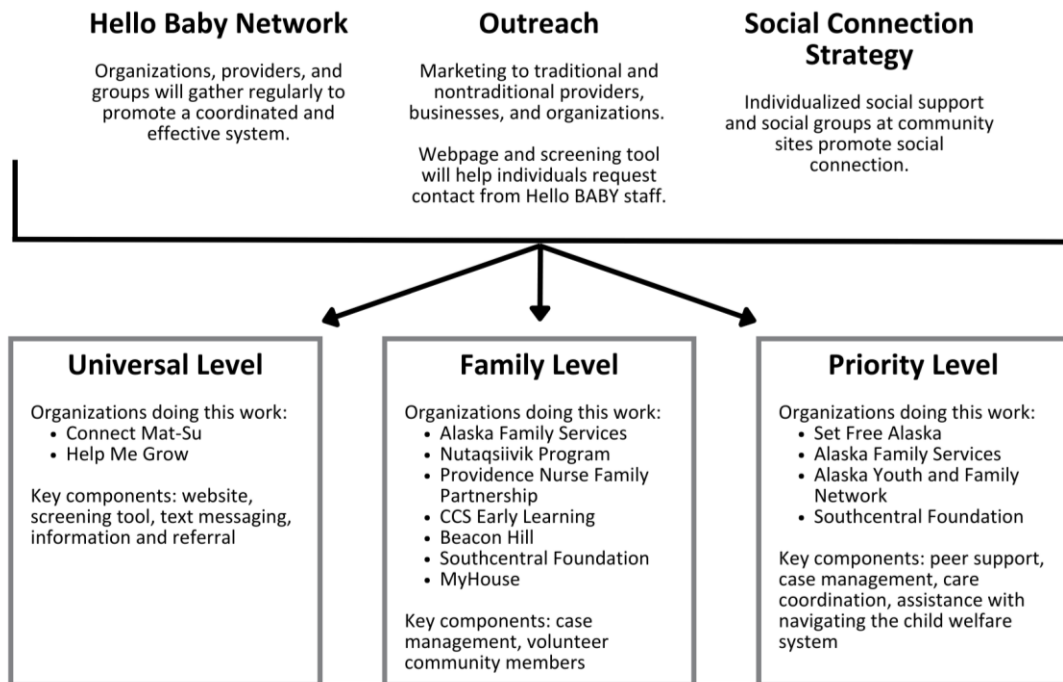 Hello Baby Network
Organizations, providers, and
groups will gather regularly to
promote a coordinated and
effective system.
Outreach
Marketing to traditional and
nontraditional providers,
businesses, and organizations.
Webpage and screening tool
will help individuals request
contact from Hello BABY staff.
Social Connection
Strategy
Individualized social support
and social groups at community
sites promote social
connection.
Universal Level
Organizations doing this work:
• Connect Mat-Su
• Help Me Grow
Key components: website,
screening tool, text messaging,
information and referral
Family Level
Organizations doing this work:
• Alaska Family Services
• Nutaqsiivik Program
• Providence Nurse Family
Partnership
• CCS Early Learning
• Beacon Hill
• Southcentral Foundation
• MyHouse
Key components: case
management, volunteer
community members
Priority Level
Organizations doing this work:
• Set Free Alaska
• Alaska Family Services
• Alaska Youth and Family
Network
• Southcentral Foundation
Key components: peer support,
case management, care
coordination, assistance with
navigating the child welfare
system